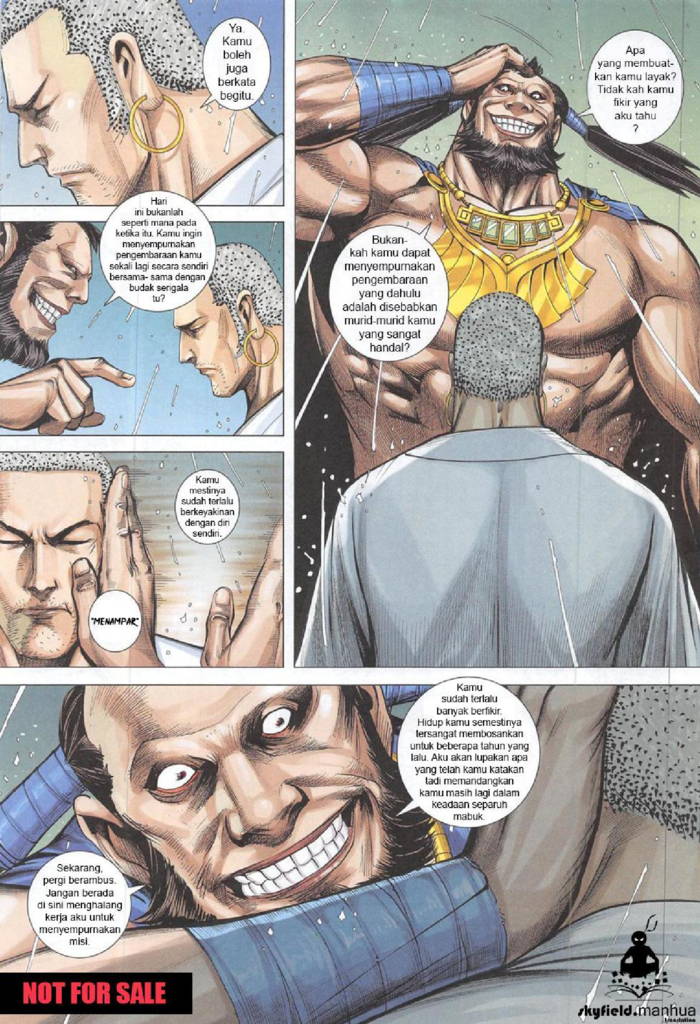 Ya.
Kamu
boleh
juga
berkata
begitu.
Apa
yang membuat-
kan kamu layak?
Tidak kah kamu
fikir yang
aku tahu
?
Hari
ini bukanlah
seperti mana pada
ketika itu. Kamu ingin
menyempurnakan
pengembaraan kamu
sekali lagi secara sendiri
bersama- sama dengan
budak serigala
tu?
Bukan-
kah kamu dapat
menyempurnakan
pengembaraan
yang dahulu
adalah disebabkan
murid-murid kamu
yang sangat
handal?
Kamu
mestinya
sudah terlalu
berkeyakinan
dengan diri
sendiri.
"MENAMPAR"
Kamu
sudah terlalu
banyak berfikir.
Hidup kamu semestinya
tersangat membosankan
untuk beberapa tahun yang
lalu. Aku akan lupakan apa
yang telah kamu katakan
tadi memandangkan
kamu masih lagi dalam
keadaan separuh
mabuk.
Sekarang,
pergi berambus.
Jangan berada
di sini menghalang
kerja aku untuk
menyempurnakan
misi.
NOT FOR SALE
skyfield.manhua